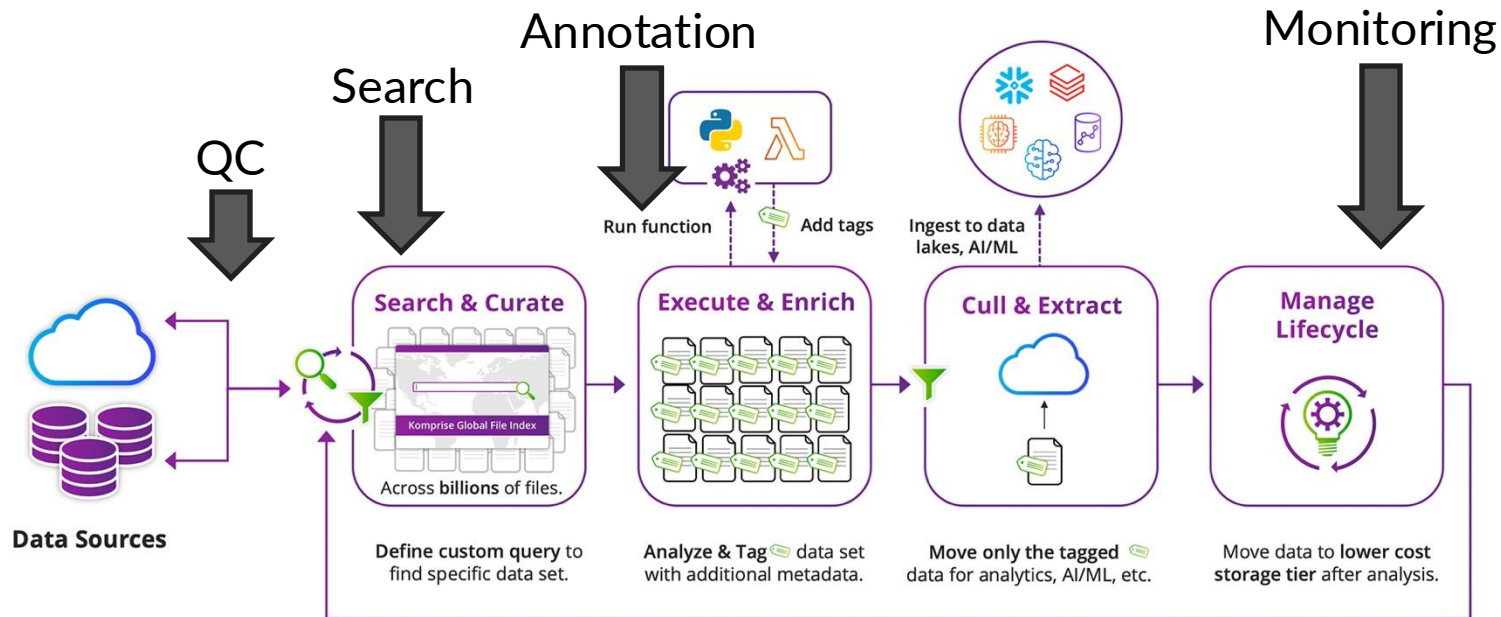 Annotation
Monitoring
Search
QC
Run function
Add tags
Ingest to data
lakes, AI/ML
Search & Curate
Komprise Global File Index
Across billions of files.
Execute & Enrich
Cull & Extract
Manage
Lifecycle
Data Sources
Define custom query to
find specific data set.
Analyze & Tag data set
with additional metadata.
Move only the tagged
data for analytics, AI/ML, etc.
Move data to lower cost
storage tier after analysis.